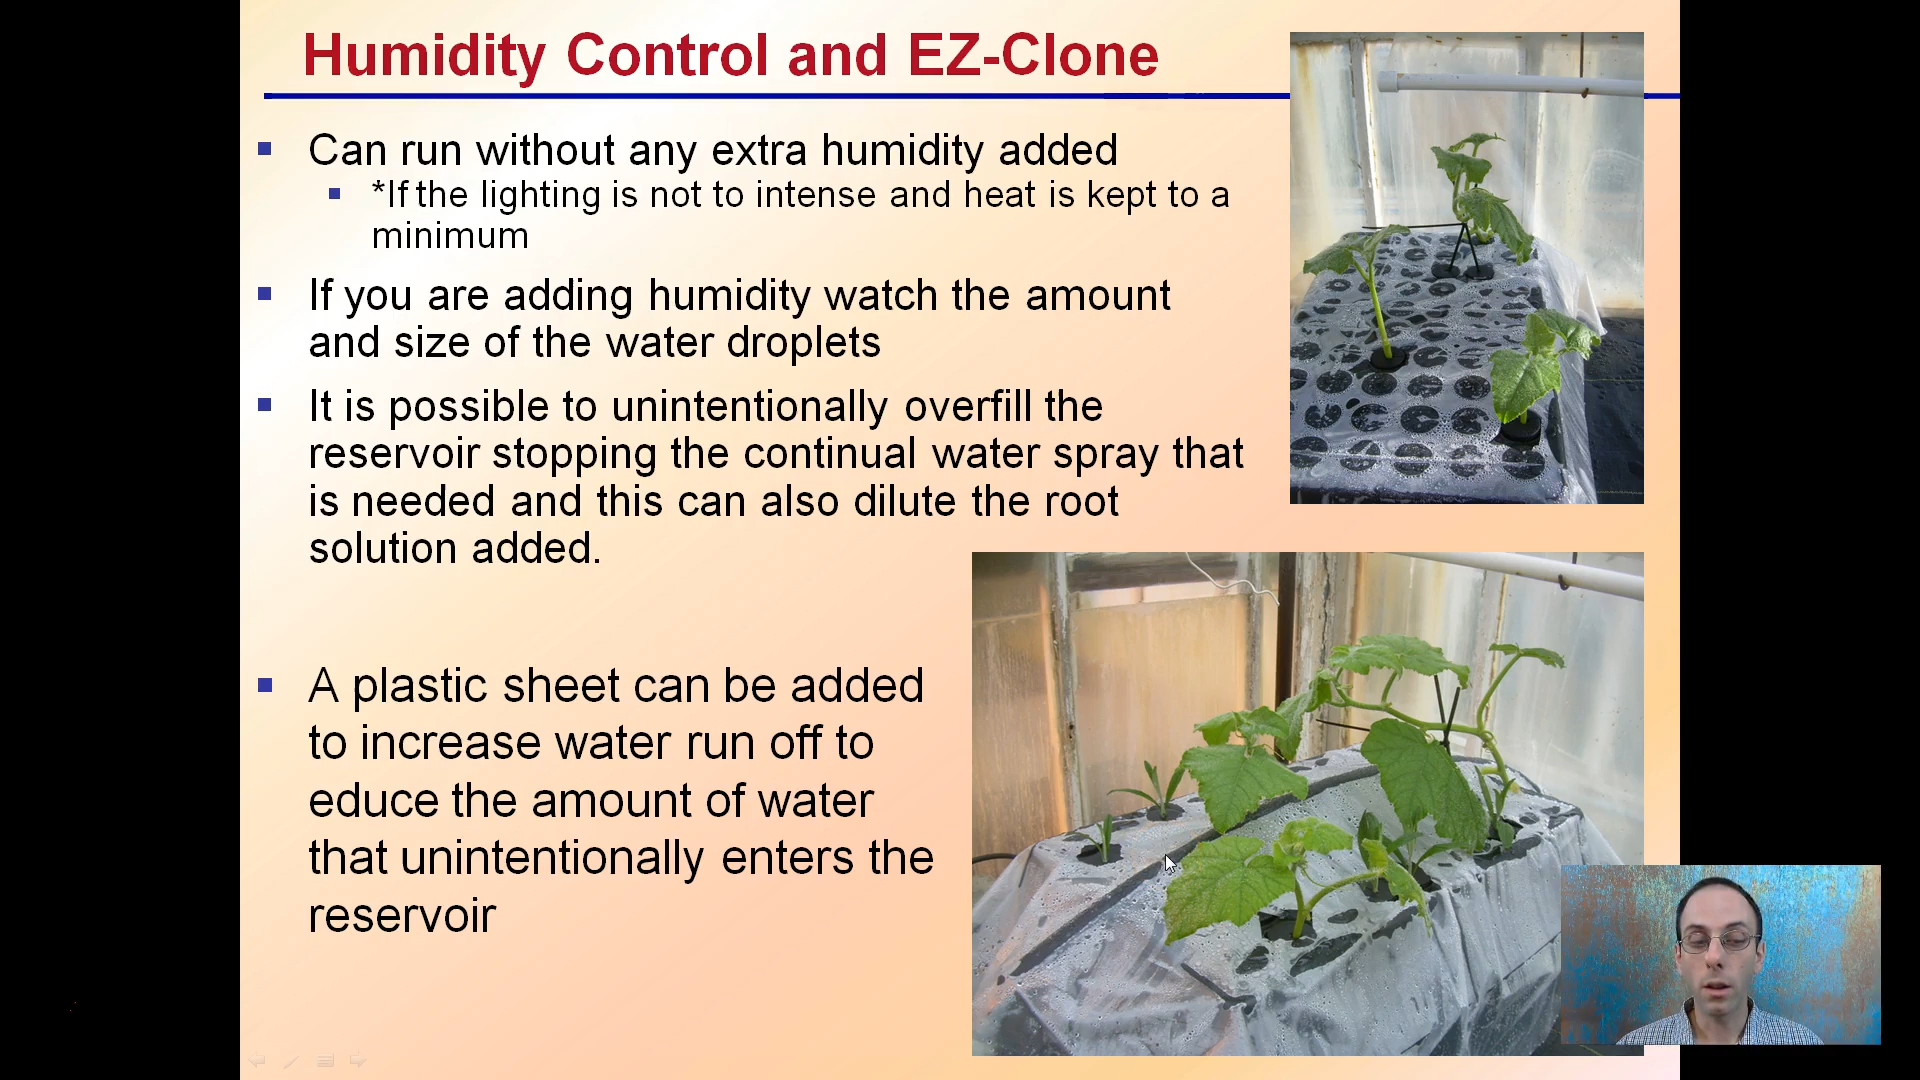 Humidity Control and EZ-Clone
Can run without any extra humidity added
*If the lighting is not to intense and heat is kept to a
minimum
If you are adding humidity watch the amount
and size of the water droplets
It is possible to unintentionally overfill the
reservoir stopping the continual water spray that
is needed and this can also dilute the root
solution added.
A plastic sheet can be added
to increase water run off to
educe the amount of water
that unintentionally enters the
reservoir